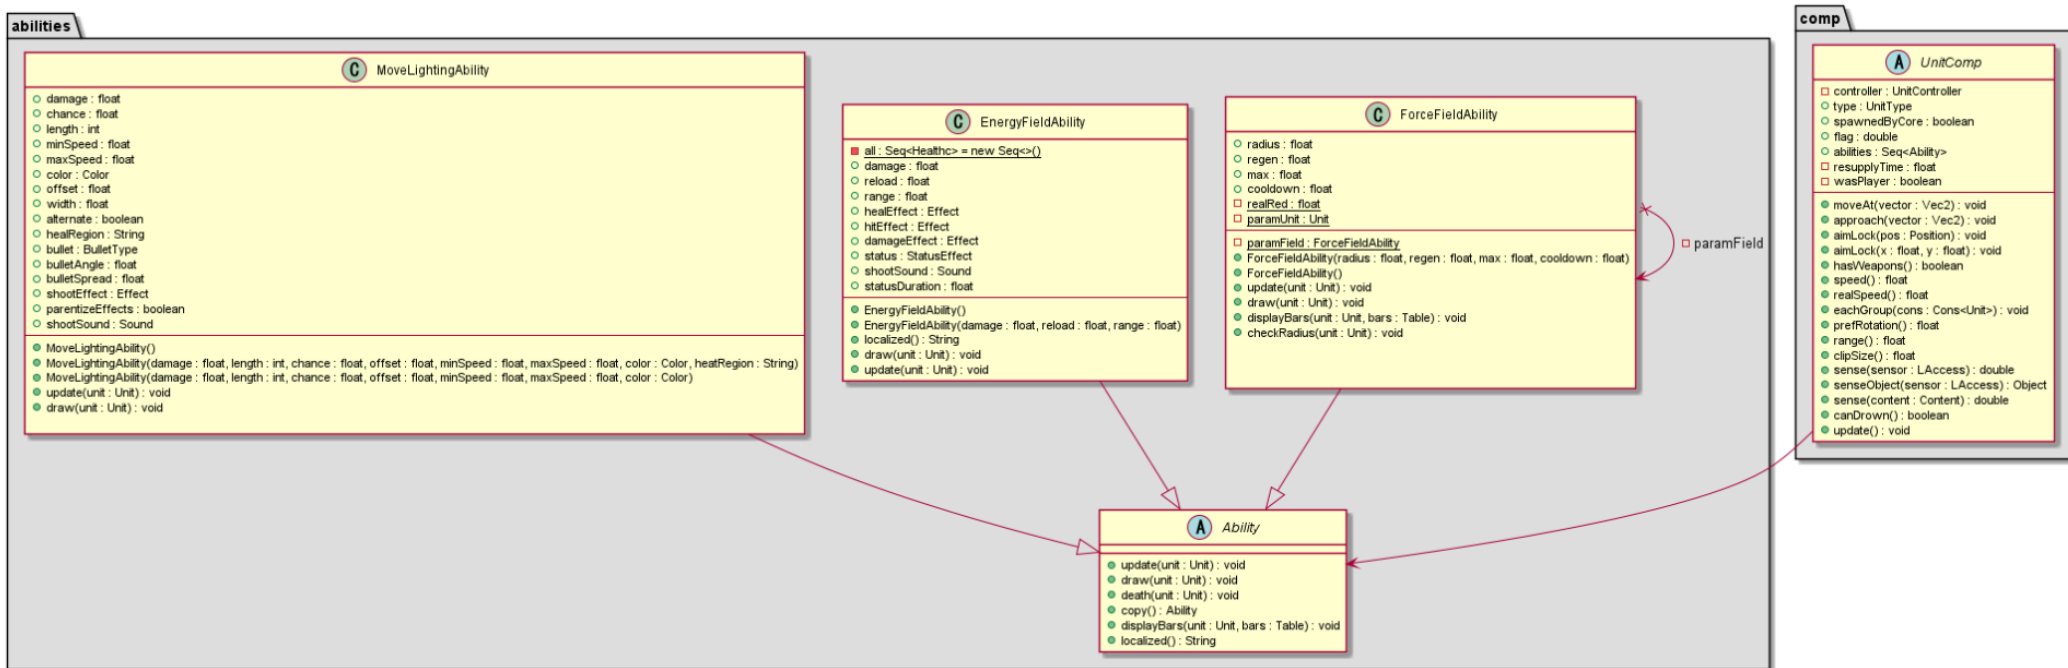 abilities
C MoveLightingAbility
damage : float
chance : float
length : int
minSpeed : float
maxSpeed : float
color : Color
offset : float
width : float
alternate : boolean
healRegion : String
bullet : BulletType
bulletAngle : float
bulletSpread : float
shootEffect : Effect
parentizeEffects : boolean
shootSound : Sound
MoveLightingAbility()
MoveLightingAbility(damage : float, length : int, chance : float, offset : float, minSpeed : float, maxSpeed : float, color : Color, heatRegion : String)
MoveLightingAbility(damage : float, length : int, chance : float, offset : float, minSpeed : float, maxSpeed : float, color : Color)
update(unit : Unit) : void
draw(unit : Unit) : void
C EnergyFieldAbility
all : Seq<Healthc> = new Seq<>()
damage : float
reload : float
range : float
healEffect : Effect
hitEffect : Effect
damageEffect : Effect
status : StatusEffect
shootSound : Sound
statusDuration : float
EnergyFieldAbility()
EnergyFieldAbility(damage : float, reload : float, range : float)
localized() : String
draw(unit : Unit) : void
update(unit : Unit) : void
C ForceFieldAbility
radius : float
regen : float
max : float
cooldown : float
realRed : float
paramUnit : Unit
paramField : ForceFieldAbility
ForceFieldAbility(radius : float, regen : float, max : float, cooldown : float)
ForceFieldAbility()
update(unit : Unit) : void
draw(unit : Unit) : void
displayBars(unit : Unit, bars : Table) : void
checkRadius(unit : Unit) : void
paramField
A Ability
update(unit : Unit) : void
draw(unit : Unit) : void
death(unit : Unit) : void
copy() : Ability
displayBars(unit : Unit, bars : Table) : void
localized() : String
comp
A UnitComp
controller : UnitController
type : UnitType
spawnedByCore : boolean
flag : double
abilities : Seq<Ability>
resupplyTime : float
wasPlayer : boolean
moveAt(vector : Vec2) : void
approach(vector : Vec2) : void
aimLock(pos : Position) : void
aimLock(x : float, y : float) : void
hasWeapons() : boolean
speed() : float
realSpeed() : float
eachGroup(cons : Cons<Unit>) : void
prefRotation() : float
range() : float
clipSize() : float
sense(sensor : LAccess) : double
senseObject(sensor : LAccess) : Object
sense(content : Content) : double
canDrown() : boolean
update() : void